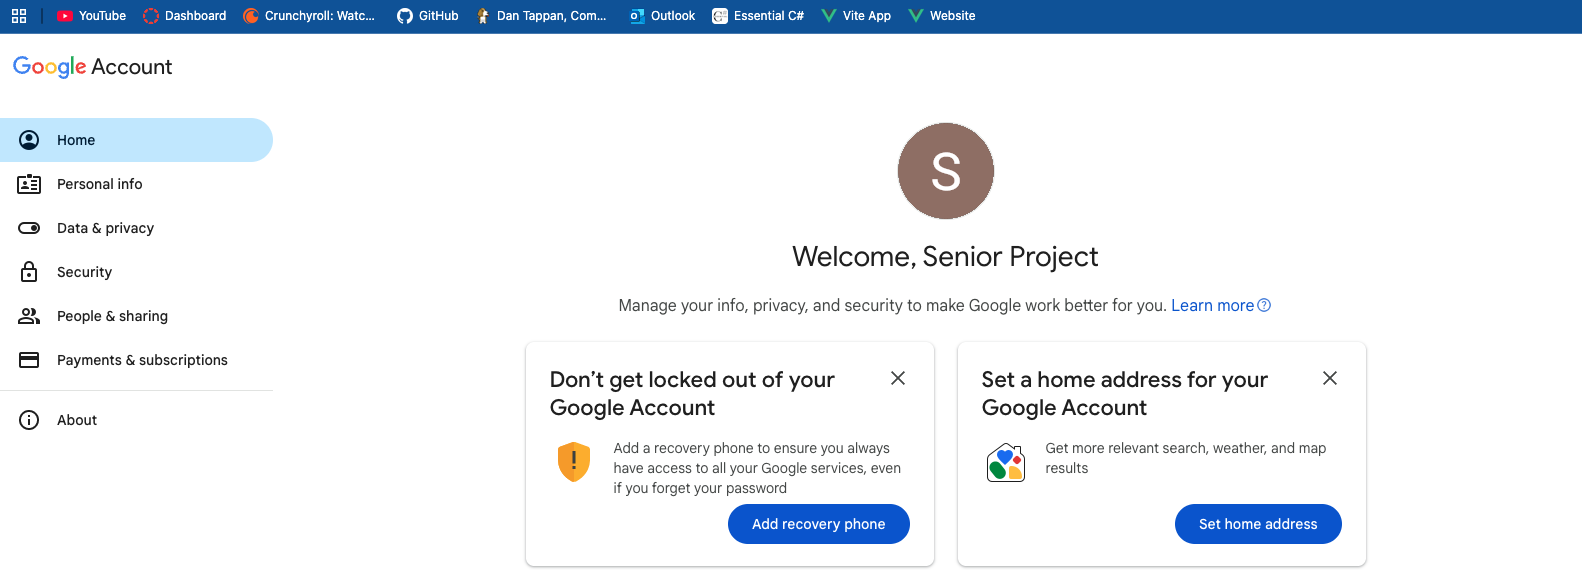 YouTube
Dashboard
Crunchyroll: Watc...
GitHub
Dan Tappan, Com...
Outlook
Essential C#
Vite App
Website
Google Account
Home
Personal info
Data & privacy
Security
People & sharing
Payments & subscriptions
About
S
Welcome, Senior Project
Manage your info, privacy, and security to make Google work better for you. Learn more
Don't get locked out of your
Google Account
Add a recovery phone to ensure you always
have access to all your Google services, even
if you forget your password
Add recovery phone
Set a home address for your
Google Account
Get more relevant search, weather, and map
results
Set home address